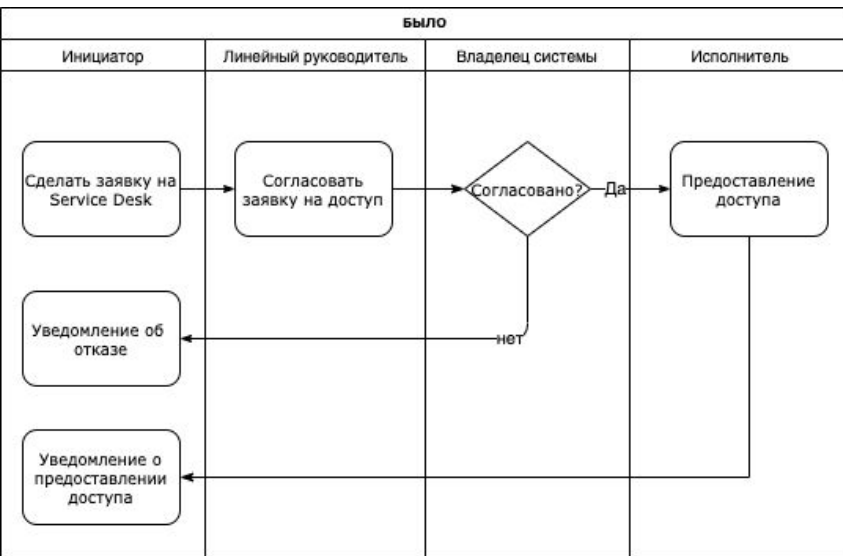 БЫЛО
Инициатор
Линейный руководитель
Владелец системы
Исполнитель
Сделать заявку на
Service Desk
Согласовать
заявку на доступ
Согласовано?
Да
Предоставление
доступа
Уведомление об
отказе
нет
Уведомление о
предоставлении
доступа